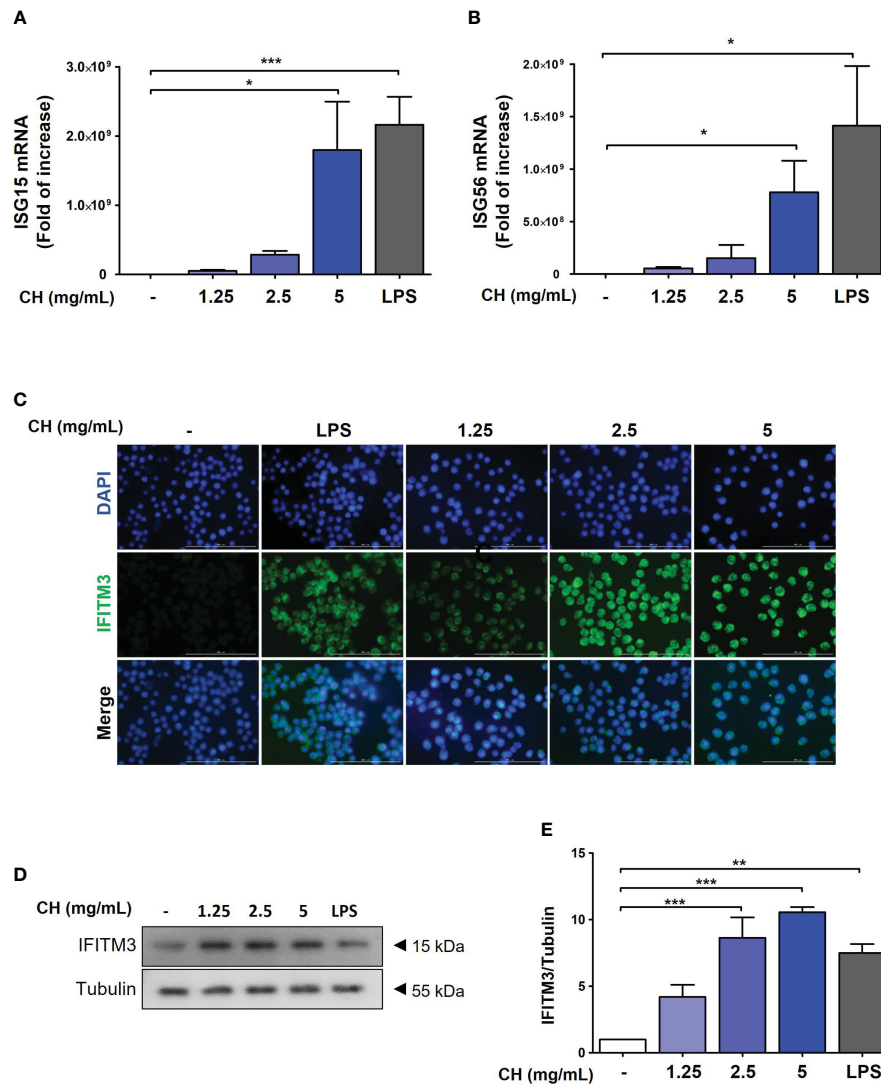 A
ISG15 mRNA
(Fold of increase)
3.0×10⁹
2.0×10⁹
1.0×10⁹
0
***
*
CH (mg/mL) - 1.25 2.5 5 LPS
B
ISG56 mRNA
(Fold of increase)
2.0×10⁹
1.5×10⁹
1.0×10⁹
5.0×10⁸
0
*
*
CH (mg/mL) - 1.25 2.5 5 LPS
C
CH (mg/mL) - LPS 1.25 2.5 5
DAPI
IFITM3
Merge
D
CH (mg/mL) - 1.25 2.5 5 LPS
IFITM3 ◄ 15 kDa
Tubulin ◄ 55 kDa
E
IFITM3/Tubulin
15
10
5
0
**
***
***
CH (mg/mL) - 1.25 2.5 5 LPS